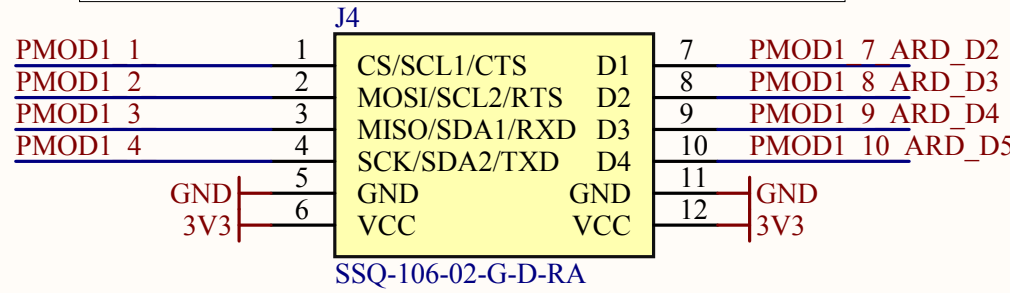 J4
PMOD1_1 1 CS/SCL1/CTS D1 7 PMOD1_7_ARD_D2
PMOD1_2 2 MOSI/SCL2/RTS D2 8 PMOD1_8_ARD_D3
PMOD1_3 3 MISO/SDA1/RXD D3 9 PMOD1_9_ARD_D4
PMOD1_4 4 SCK/SDA2/TXD D4 10 PMOD1_10_ARD_D5
GND 5 GND GND 11 GND
3V3 6 VCC VCC 12 3V3
SSQ-106-02-G-D-RA